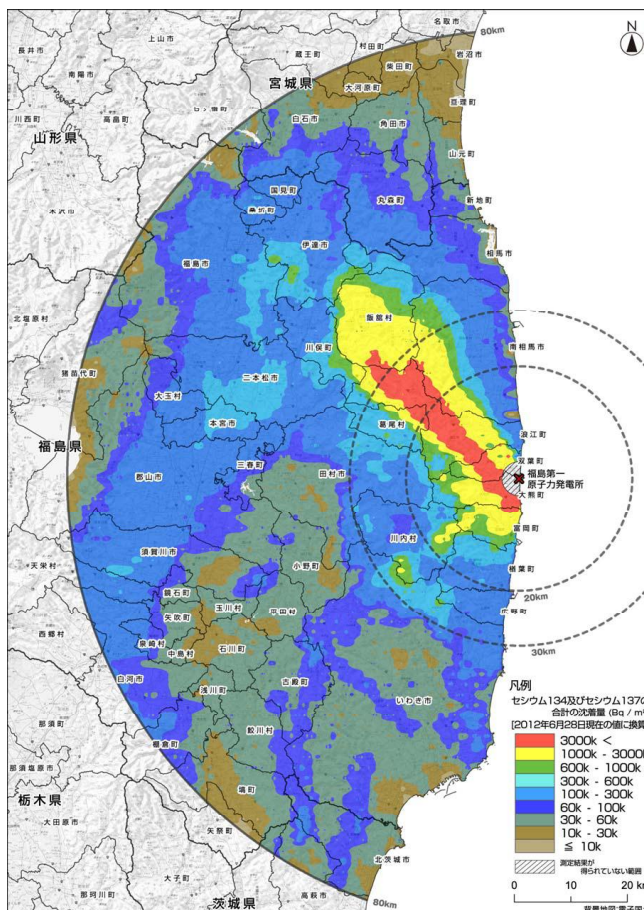 80km
名取市
N
上山市
長井市
村田町
岩沼市
蔵王町
柴田町
南陽市
宮城県
大河原町
亘理町
川西町
高畠町
白石市
角田市
山形県
山元町
国見町
丸森町
新地町
桑折町
伊達市
相馬市
福島市
飯舘村
北塩原村
川俣町
南相馬市
猪苗代町
二本松市
大玉村
葛尾村
本宮市
浪江町
福島県
三春町
双葉町
郡山市
田村市
福島第一
原子力発電所
大熊町
富岡町
須賀川市
川内村
天栄村
小野町
楢葉町
鏡石町
玉川村
平田村
20km
矢吹町
西郷村
泉崎村
石川町
30km
中島村
白河市
古殿町
浅川町
いわき市
那須町
鮫川村
棚倉町
那須塩原市
塙町
栃木県
大田原市
矢祭町
北茨城市
大子町
那珂川町
高萩市
茨城県
80km
凡例
セシウム134及びセシウム137の
合計の沈着量 (Bq / m
[2012年6月28日現在の値に換算
3000k <
1000k - 3000k
600k - 1000k
300k - 600k
100k - 300k
60k - 100k
30k - 60k
10k - 30k
≤ 10k
測定結果が
得られていない範囲
0 10 20 k
背景地図:電子国